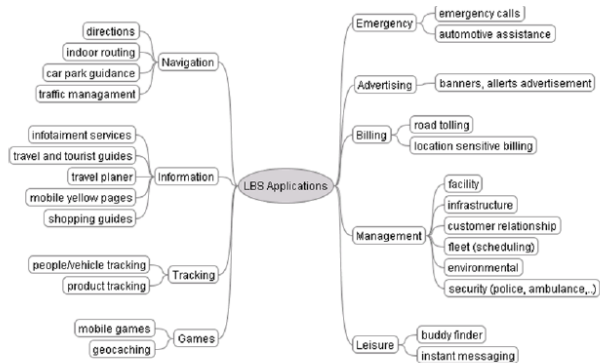 directions
indoor routing
car park guidance
traffic managament
Navigation
infotaiment services
travel and tourist guides
travel planer
mobile yellow pages
shopping guides
Information
people/vehicle tracking
product tracking
Tracking
mobile games
geocaching
Games
LBS Applications
Emergency
emergency calls
automotive assistance
Advertising
banners, allerts advertisement
Billing
road tolling
location sensitive billing
Management
facility
infrastructure
customer relationship
fleet (scheduling)
environmental
security (police, ambulance,..)
Leisure
buddy finder
instant messaging